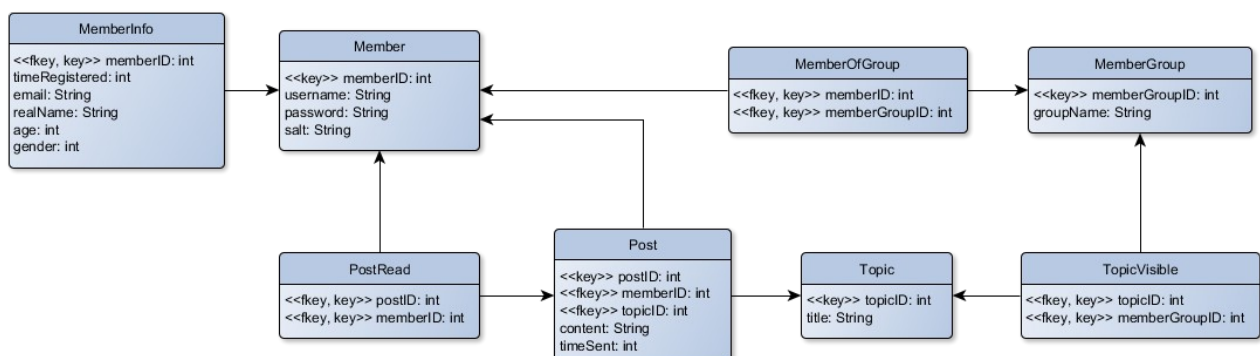 MemberInfo
<<fkey, key>> memberID: int
timeRegistered: int
email: String
realName: String
age: int
gender: int
Member
<<key>> memberID: int
username: String
password: String
salt: String
MemberOfGroup
<<fkey, key>> memberID: int
<<fkey, key>> memberGroupID: int
MemberGroup
<<key>> memberGroupID: int
groupName: String
PostRead
<<fkey, key>> postID: int
<<fkey, key>> memberID: int
Post
<<key>> postID: int
<<fkey>> memberID: int
<<fkey>> topicID: int
content: String
timeSent: int
Topic
<<key>> topicID: int
title: String
TopicVisible
<<fkey, key>> topicID: int
<<fkey, key>> memberGroupID: int